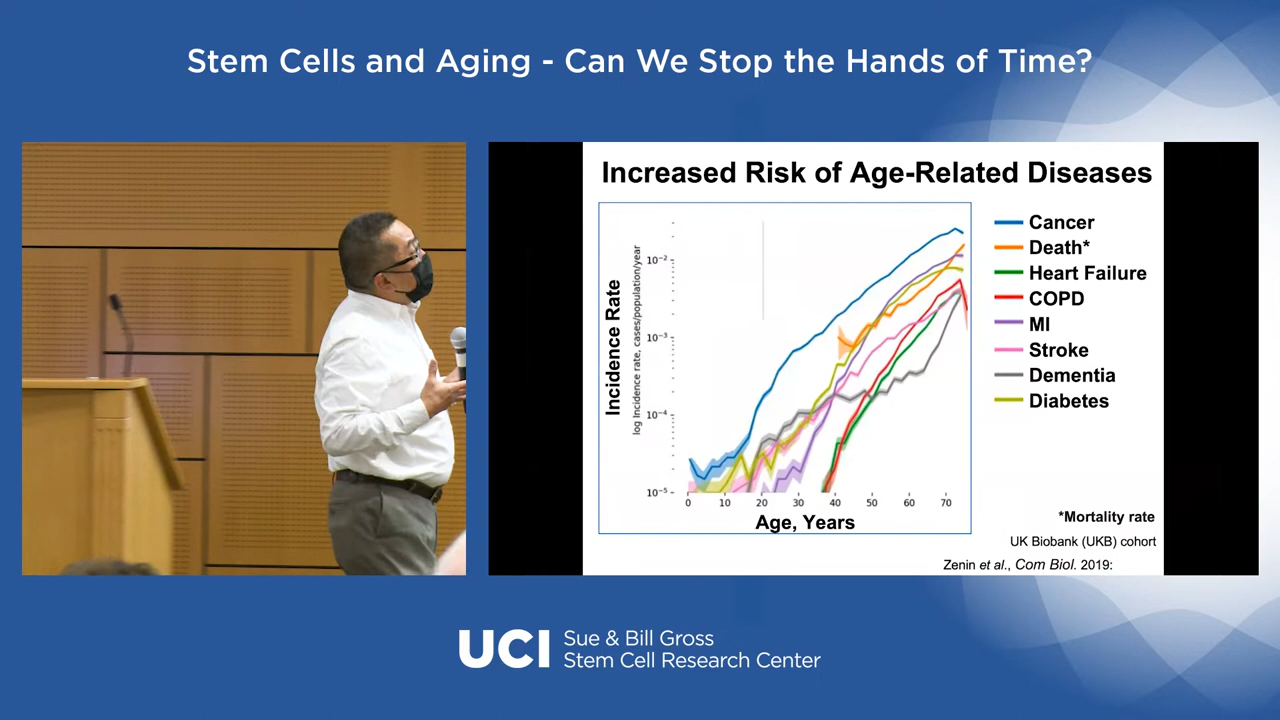 Stem Cells and Aging - Can We Stop the Hands of Time?
Increased Risk of Age-Related Diseases
Incidence Rate
log Incidence rate, cases/population/year
10⁻²
10⁻³
10⁻⁴
10⁻⁵
0 10 20 30 40 50 60 70
Age, Years
Cancer
Death*
Heart Failure
COPD
MI
Stroke
Dementia
Diabetes
*Mortality rate
UK Biobank (UKB) cohort
Zenin et al., Com Biol. 2019:
UCI
Sue & Bill Gross
Stem Cell Research Center